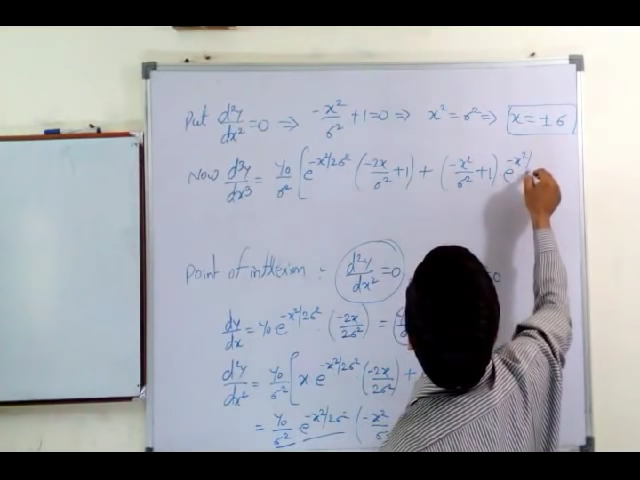 Put d²y/dx² = 0 ⇒ -x²/σ² + 1 = 0 ⇒ x² = σ² ⇒ x = ± σ
Now d³y/dx³ = y₀/σ² [ e^(-x²/2σ²) (-2x/σ² + 1) + (-x²/σ² + 1) e^(-x²/
Point of inflexion :- d²y/dx² = 0
dy/dx = y₀ e^(-x²/2σ²) · (-2x/2σ²) =
d²y/dx² = y₀/σ² [ x e^(-x²/2σ²) (-2x/2σ²) +
= y₀/σ² e^(-x²/2σ²) (-x²/σ²